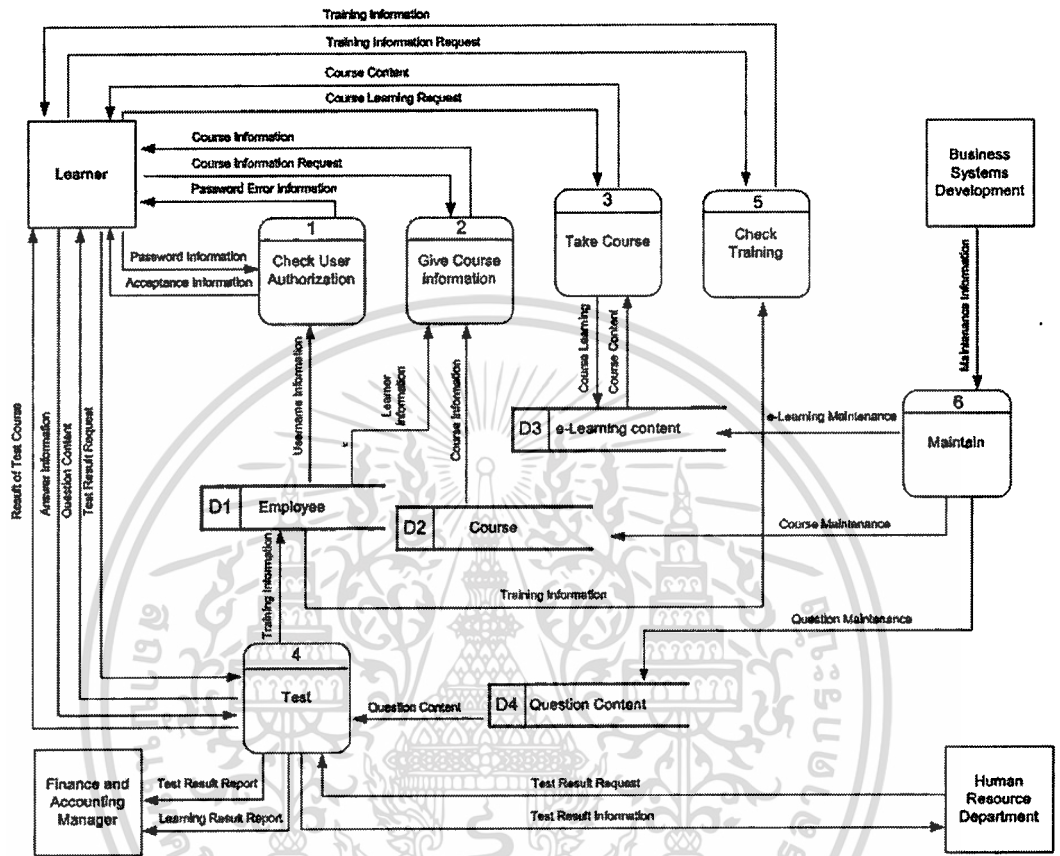 Training Information
Training Information Request
Course Content
Course Learning Request
Learner
Course Information
Course Information Request
Password Error Information
Password Information
Acceptance Information
1
Check User
Authorization
2
Give Course
information
3
Take Course
5
Check
Training
Business
Systems
Development
Maintenance Information
6
Maintain
Username Information
Learner
Information
Course Information
Course Learning
Course Content
D3 e-Learning content
e-Learning Maintenance
Result of Test Course
Answer Information
Question Content
Test Result Request
D1 Employee
D2 Course
Course Maintenance
Training Information
Training Information
Question Maintenance
4
Test
Question Content
D4 Question Content
Finance and
Accounting
Manager
Test Result Report
Learning Result Report
Test Result Request
Test Result Information
Human
Resource
Department